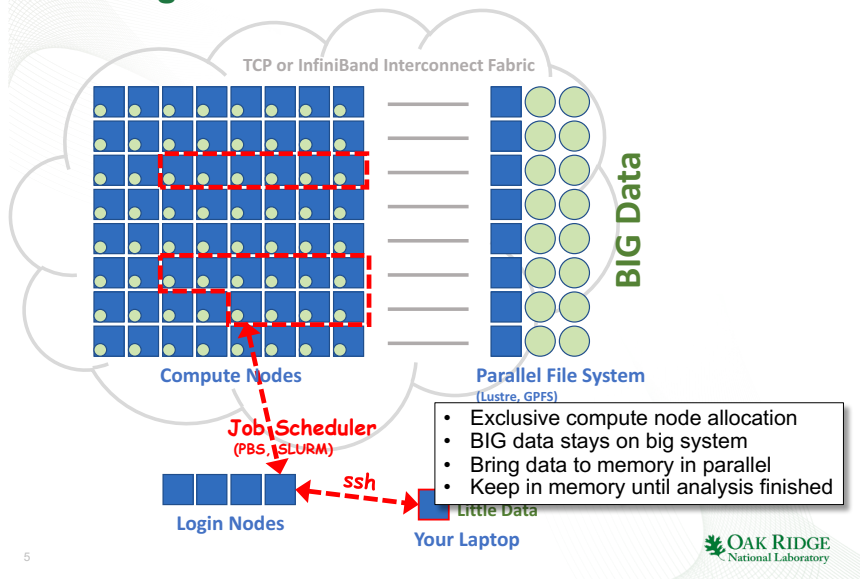 TCP or InfiniBand Interconnect Fabric
BIG Data
Compute Nodes
Parallel File System
(Lustre, GPFS)
Job Scheduler
(PBS, SLURM)
• Exclusive compute node allocation
• BIG data stays on big system
• Bring data to memory in parallel
• Keep in memory until analysis finished
ssh
Little Data
Login Nodes
Your Laptop
5
OAK RIDGE
National Laboratory